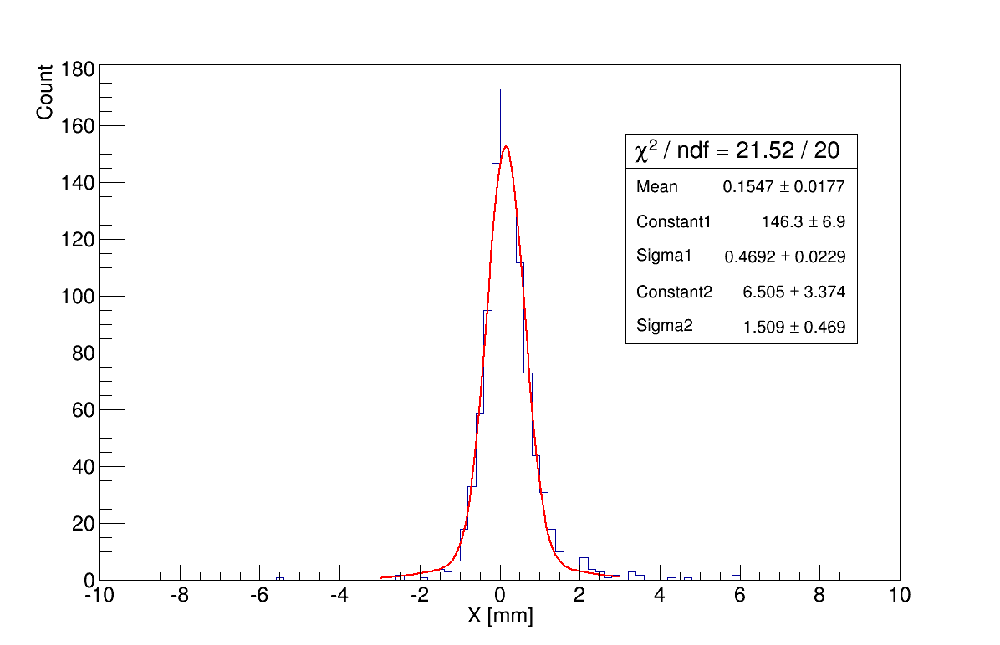 Count
180
160
140
120
100
80
60
40
20
0
-10 -8 -6 -4 -2 0 2 4 6 8 10
X [mm]
χ² / ndf = 21.52 / 20
Mean 0.1547 ± 0.0177
Constant1 146.3 ± 6.9
Sigma1 0.4692 ± 0.0229
Constant2 6.505 ± 3.374
Sigma2 1.509 ± 0.469